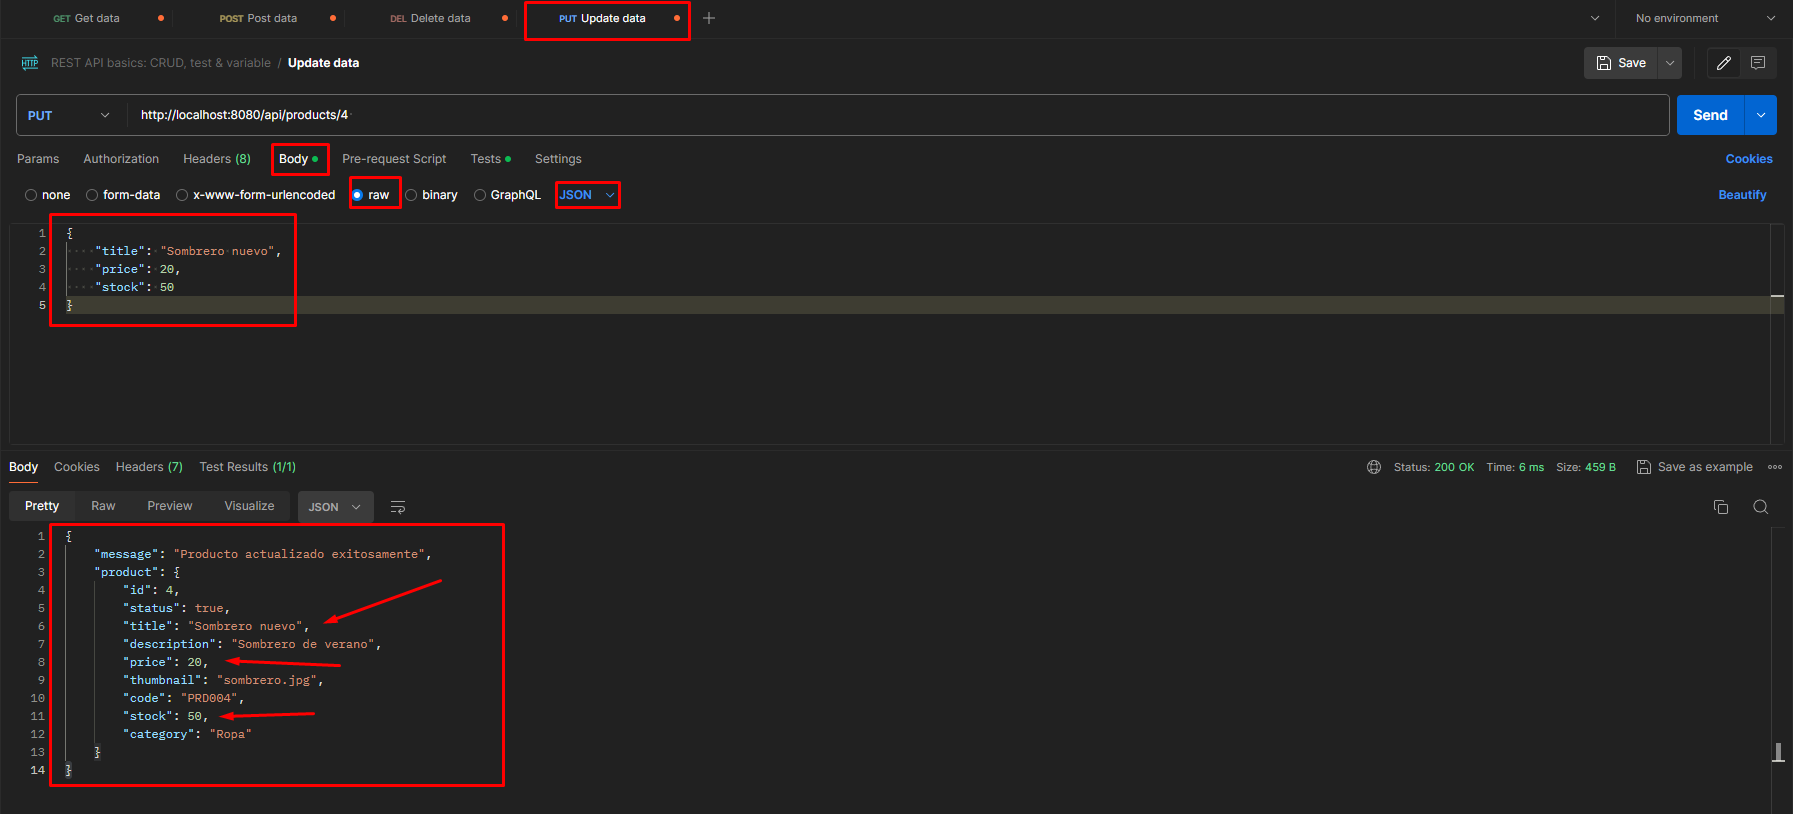 GET Get data POST Post data DEL Delete data PUT Update data No environment
HTTP REST API basics: CRUD, test & variable / Update data Save
PUT http://localhost:8080/api/products/4 Send
Params Authorization Headers (8) Body Pre-request Script Tests Settings Cookies
none form-data x-www-form-urlencoded raw binary GraphQL JSON Beautify
1 {
2 "title": "Sombrero nuevo",
3 "price": 20,
4 "stock": 50
5 }
Body Cookies Headers (7) Test Results (1/1) Status: 200 OK Time: 6 ms Size: 459 B Save as example
Pretty Raw Preview Visualize JSON
1 {
2 "message": "Producto actualizado exitosamente",
3 "product": {
4 "id": 4,
5 "status": true,
6 "title": "Sombrero nuevo",
7 "description": "Sombrero de verano",
8 "price": 20,
9 "thumbnail": "sombrero.jpg",
10 "code": "PRD004",
11 "stock": 50,
12 "category": "Ropa"
13 }
14 }